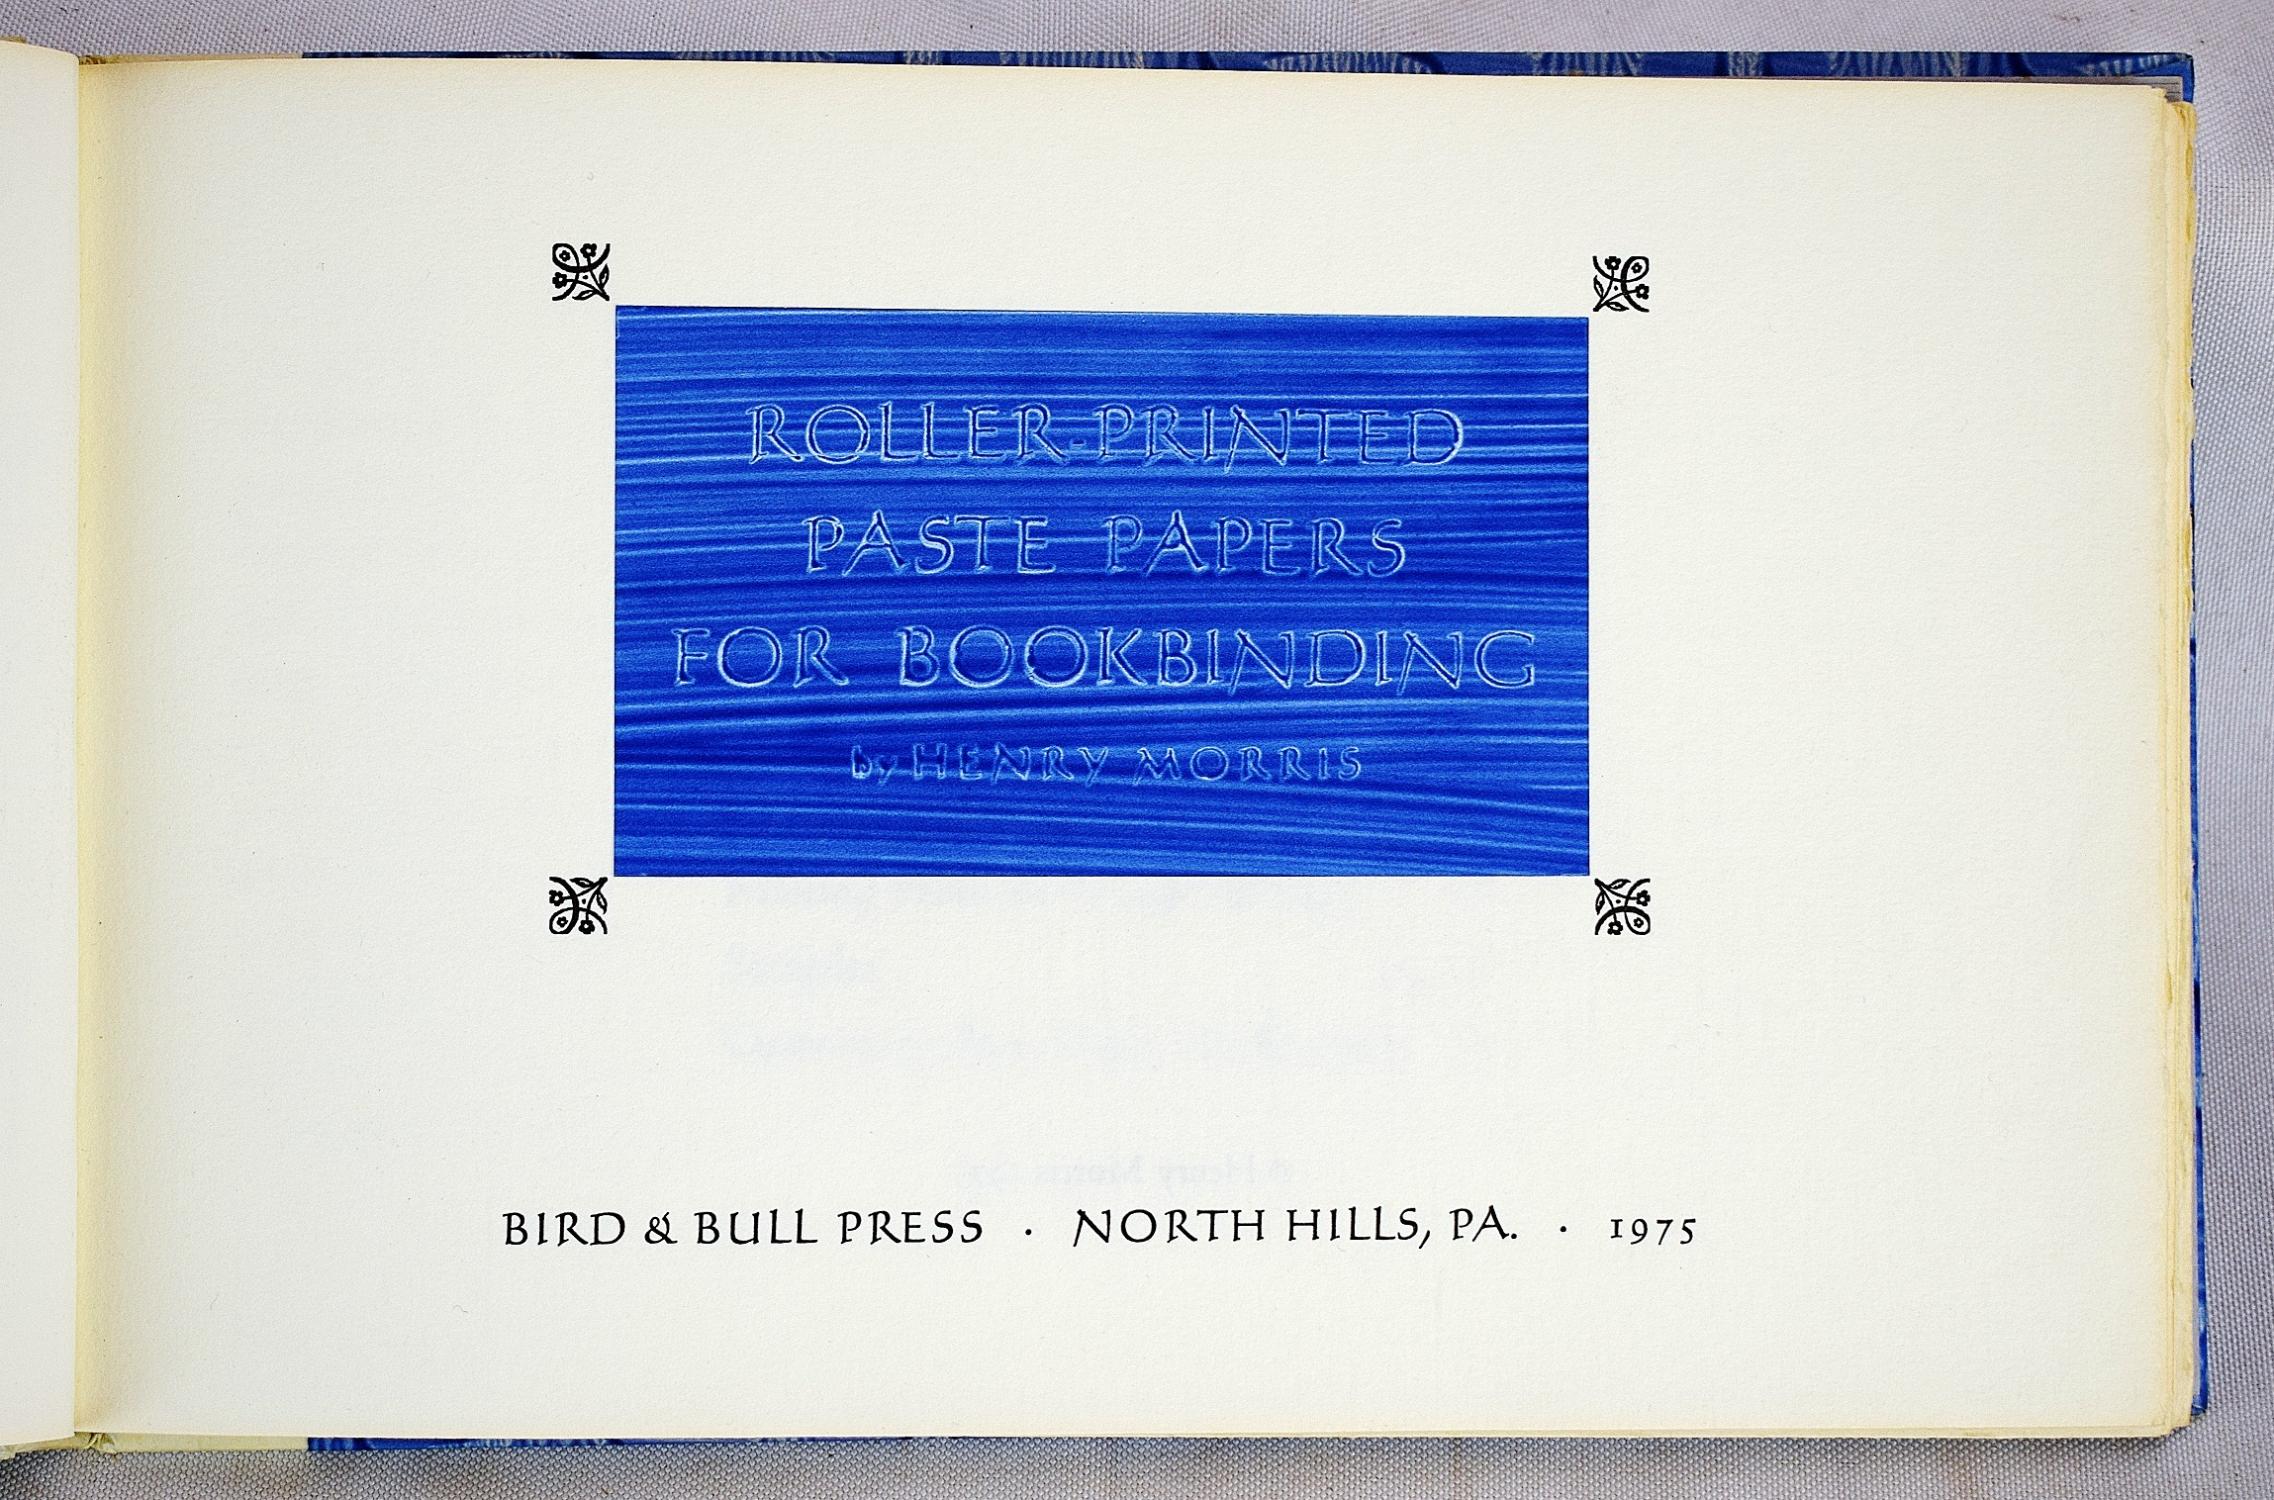 ROLLER-PRINTED
PASTE PAPERS
FOR BOOKBINDING
by HENRY MORRIS
BIRD & BULL PRESS · NORTH HILLS, PA. · 1975